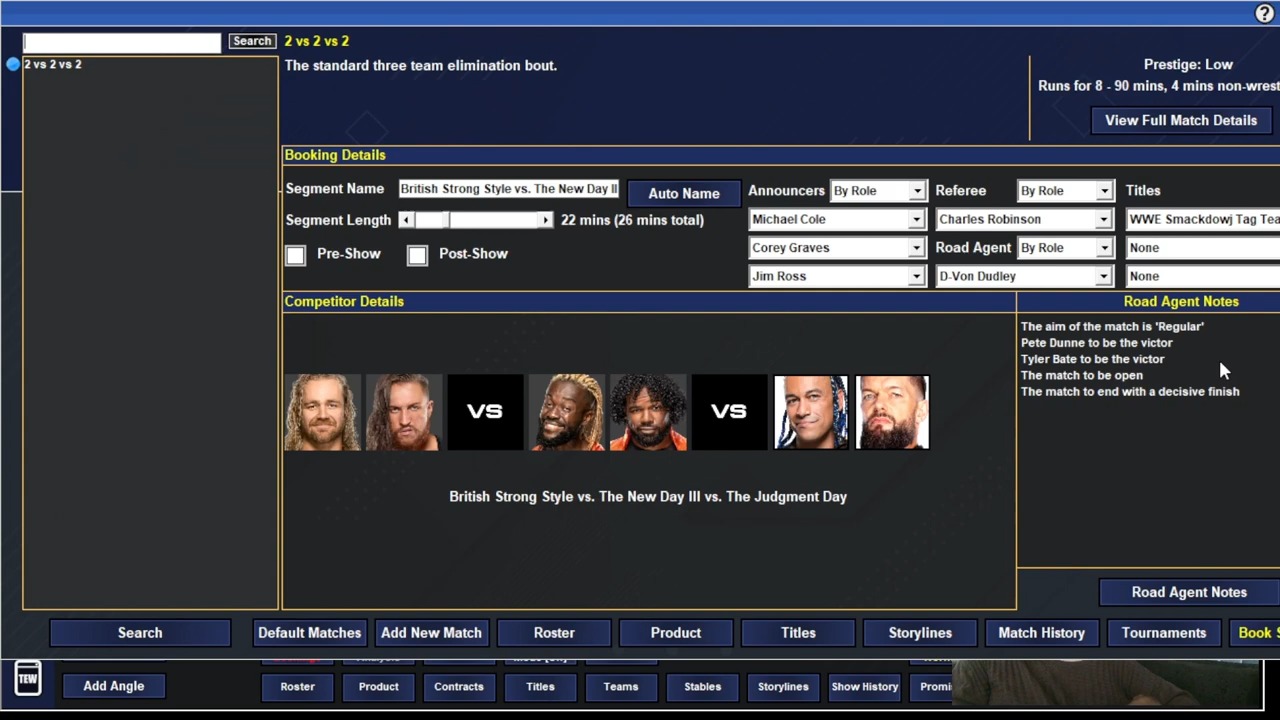 ?
Search
2 vs 2 vs 2
2 vs 2 vs 2
The standard three team elimination bout.
Prestige: Low
Runs for 8 - 90 mins, 4 mins non-wrest
View Full Match Details
Booking Details
Segment Name
British Strong Style vs. The New Day II
Auto Name
Announcers
By Role
Referee
By Role
Titles
Segment Length
22 mins (26 mins total)
Michael Cole
Charles Robinson
WWE Smackdowj Tag Tea
Pre-Show
Post-Show
Corey Graves
Road Agent
By Role
None
Jim Ross
D-Von Dudley
None
Competitor Details
Road Agent Notes
The aim of the match is 'Regular'
Pete Dunne to be the victor
Tyler Bate to be the victor
The match to be open
The match to end with a decisive finish
VS
VS
British Strong Style vs. The New Day III vs. The Judgment Day
Road Agent Notes
Search
Default Matches
Add New Match
Roster
Product
Titles
Storylines
Match History
Tournaments
Book S
TEW
Add Angle
Roster
Product
Contracts
Titles
Teams
Stables
Storylines
Show History
Promi